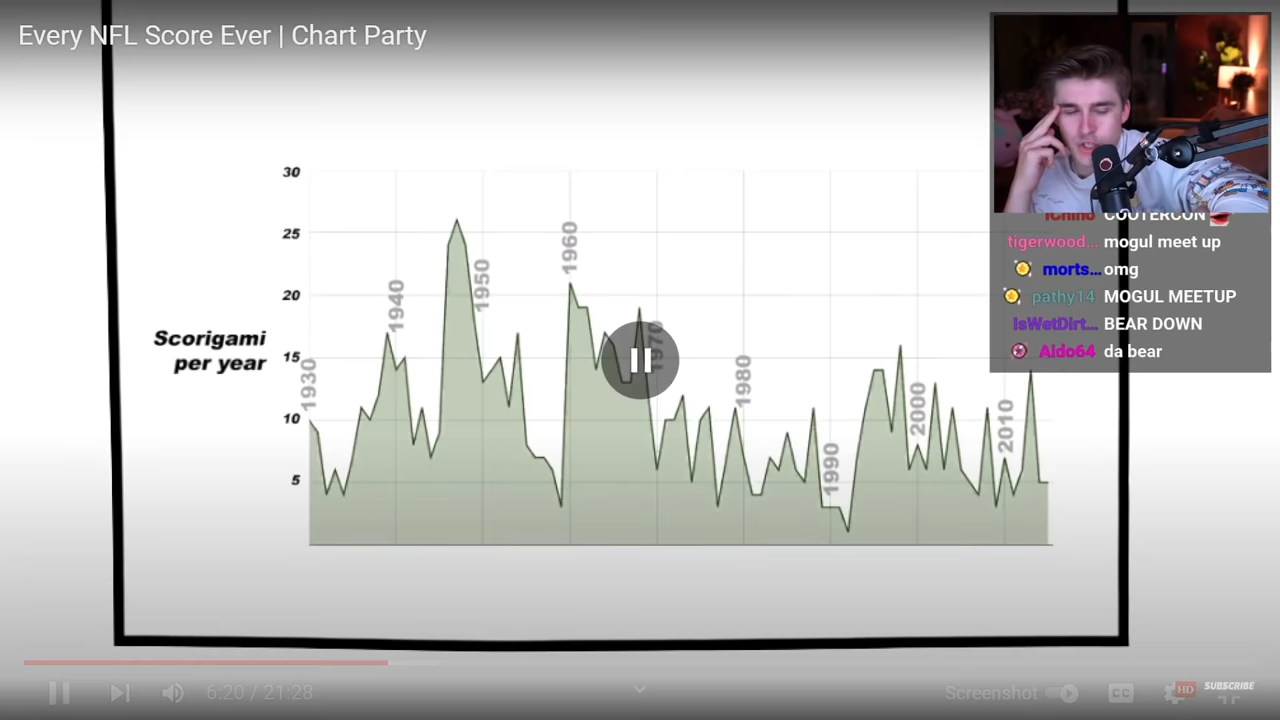 Every NFL Score Ever | Chart Party
30
25
20
15
10
5
Scorigami
per year
1930
1940
1950
1960
1970
1980
1990
2000
2010
COOTERCON
tigerwood... mogul meet up
morts... omg
pathy14 MOGUL MEETUP
IsWetDirt... BEAR DOWN
Aldo64 da bear
6:20 / 21:28
Screenshot
CC
HD
SUBSCRIBE